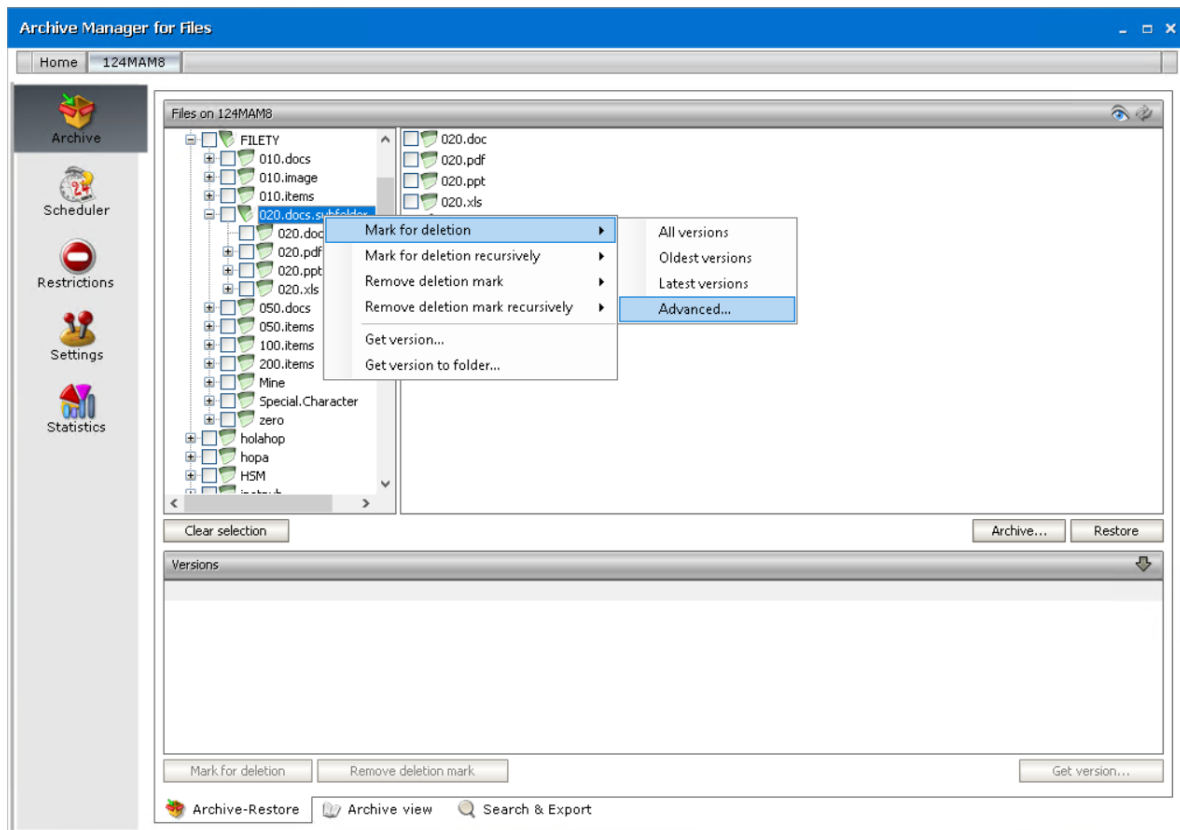 Archive Manager for Files
Home
124MAM8
Archive
Scheduler
Restrictions
Settings
Statistics
Files on 124MAM8
FILETY
010.docs
010.image
010.items
020.docs.subfolder
020.doc
020.pdf
020.ppt
020.xls
050.docs
050.items
100.items
200.items
Mine
Special.Character
zero
holahop
hopa
HSM
020.doc
020.pdf
020.ppt
020.xls
Mark for deletion
Mark for deletion recursively
Remove deletion mark
Remove deletion mark recursively
Get version...
Get version to folder...
All versions
Oldest versions
Latest versions
Advanced...
Clear selection
Archive...
Restore
Versions
Mark for deletion
Remove deletion mark
Get version...
Archive-Restore
Archive view
Search & Export